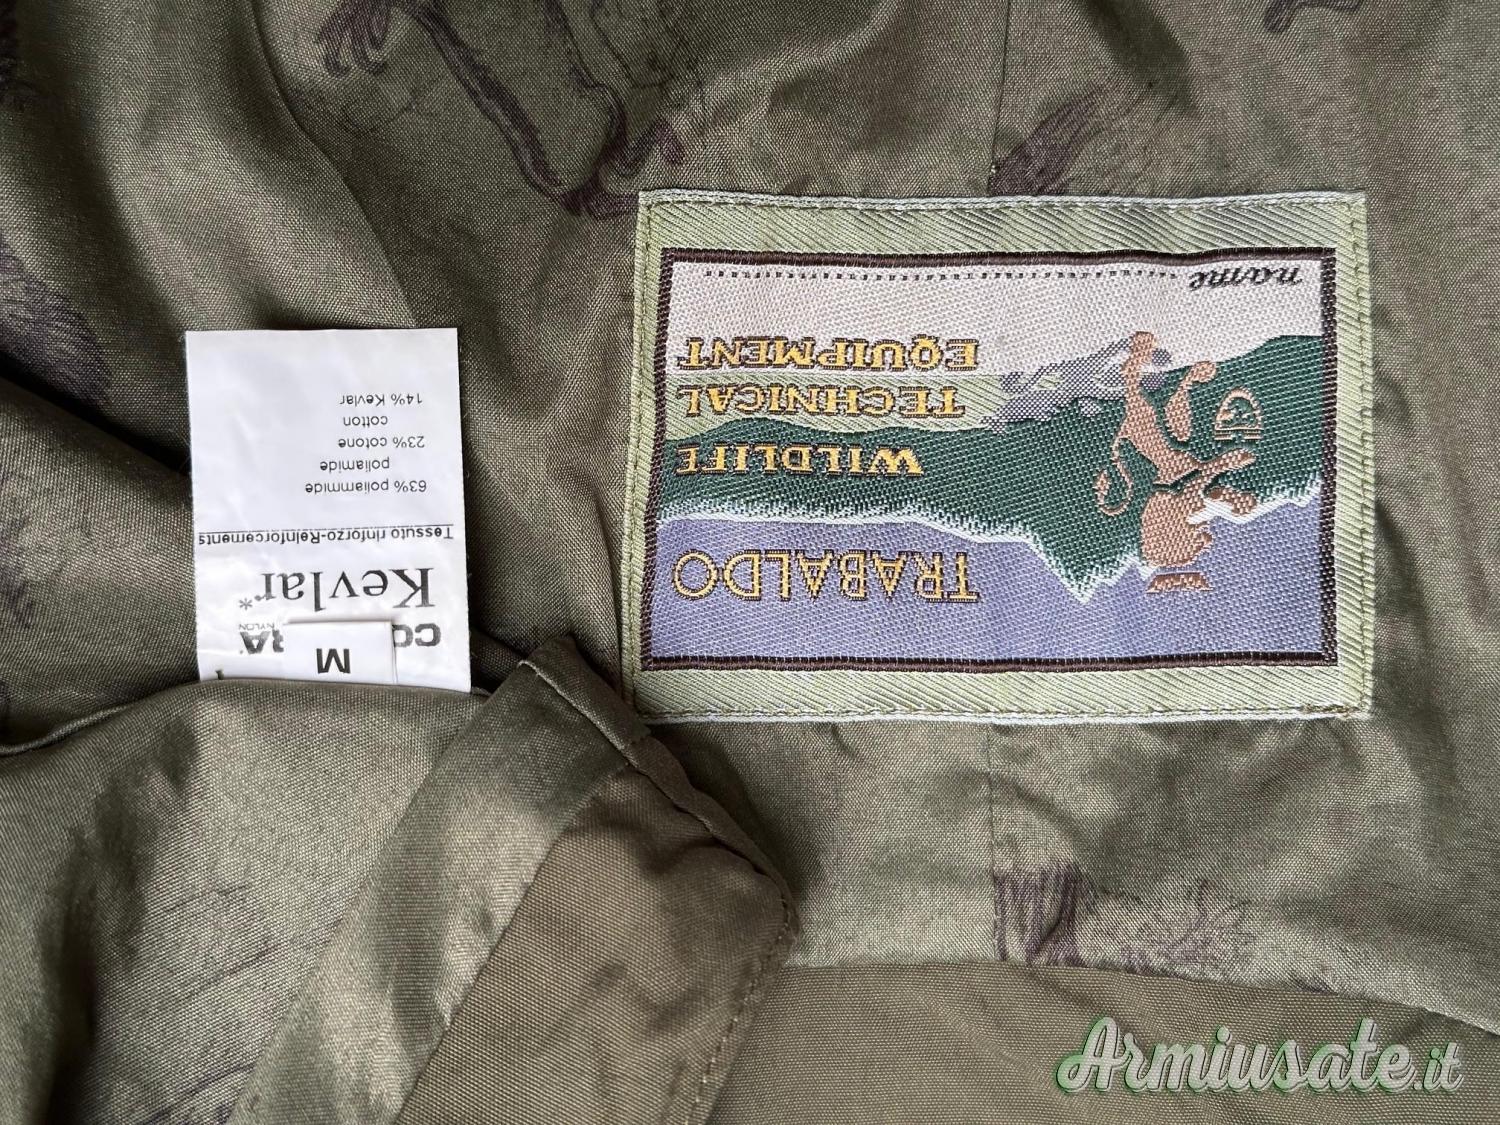 TRABALDO
WILDLIFE
TECHNICAL
EQUIPMENT
name
M
NYLON
Kevlar*
Tessuto rinforzo-Reinforcements
63% poliammide
poliamide
23% cotone
cotton
14% Kevlar
Armiusate.it